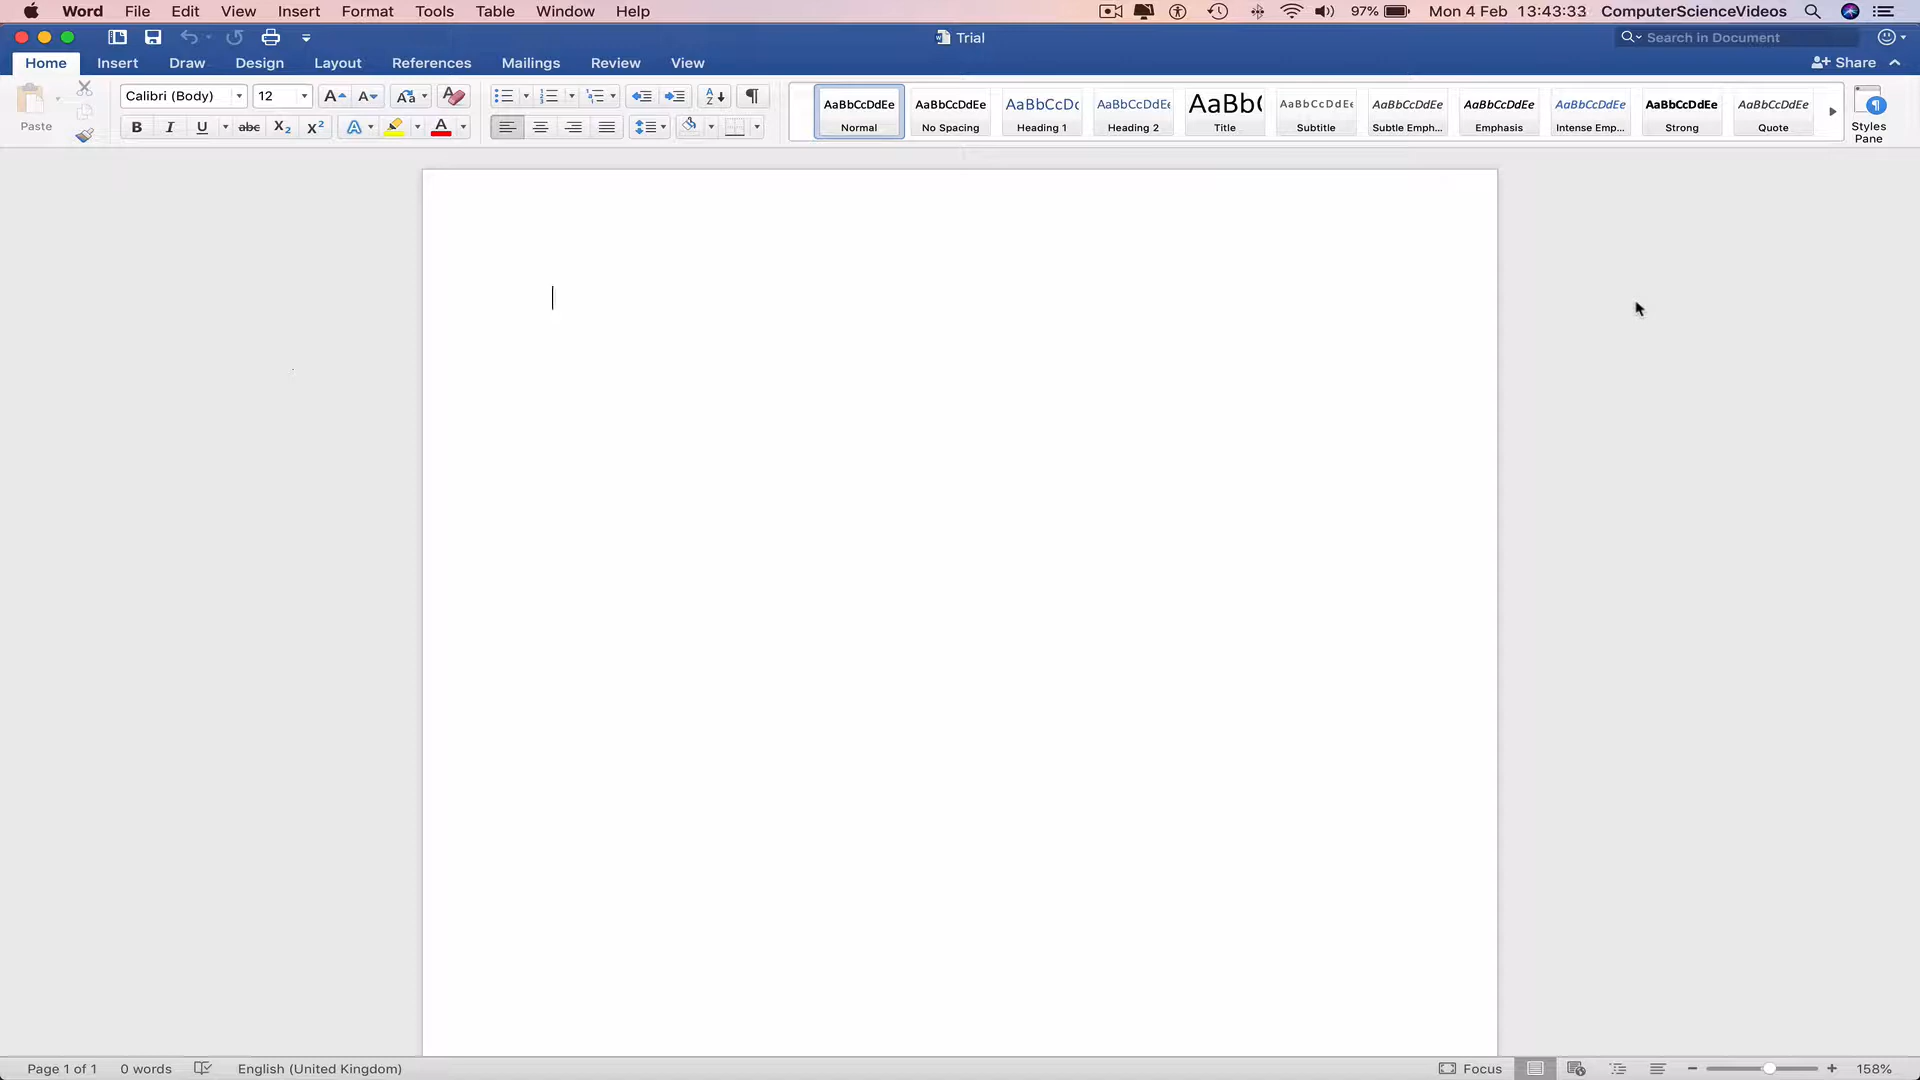 Word File Edit View Insert Format Tools Table Window Help 97% Mon 4 Feb 13:43:33 ComputerScienceVideos
Trial Search in Document
Home Insert Draw Design Layout References Mailings Review View Share
Calibri (Body) 12
Paste
B I U abc X2 X2 A A
AaBbCcDdEe AaBbCcDdEe AaBbCcDc AaBbCcDdEe AaBb( AaBbCcDdEe AaBbCcDdEe AaBbCcDdEe AaBbCcDdEe AaBbCcDdEe AaBbCcDdEe
Normal No Spacing Heading 1 Heading 2 Title Subtitle Subtle Emph... Emphasis Intense Emp... Strong Quote
Styles
Pane
Page 1 of 1 0 words English (United Kingdom) Focus 158%